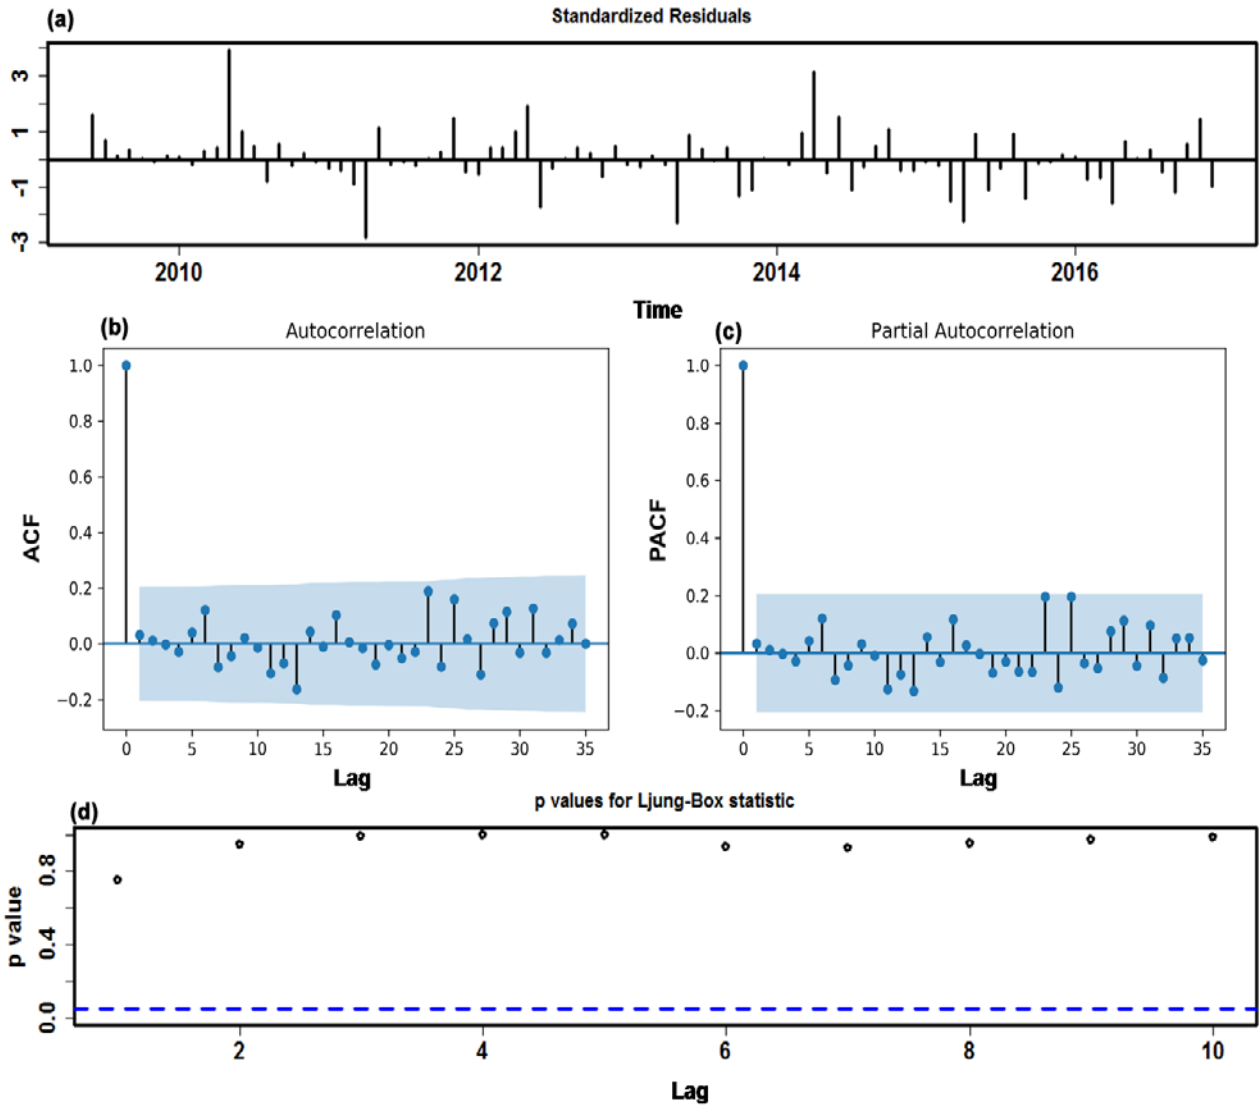 (a)
Standardized Residuals
3
1
-1
-3
2010 2012 2014 2016
Time
(b)
Autocorrelation
1.0
0.8
0.6
0.4
0.2
0.0
−0.2
ACF
0 5 10 15 20 25 30 35
Lag
(c)
Partial Autocorrelation
1.0
0.8
0.6
0.4
0.2
0.0
−0.2
PACF
0 5 10 15 20 25 30 35
Lag
(d)
p values for Ljung-Box statistic
0.8
0.4
0.0
p value
2 4 6 8 10
Lag